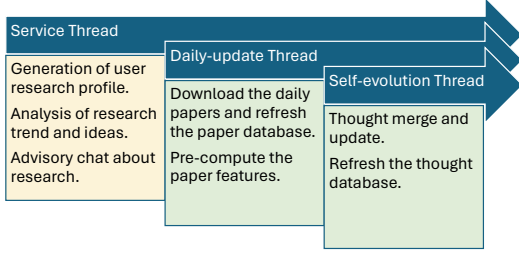 Service Thread
Generation of user
research profile.
Analysis of research
trend and ideas.
Advisory chat about
research.
Daily-update Thread
Download the daily
papers and refresh
the paper database.
Pre-compute the
paper features.
Self-evolution Thread
Thought merge and
update.
Refresh the thought
database.